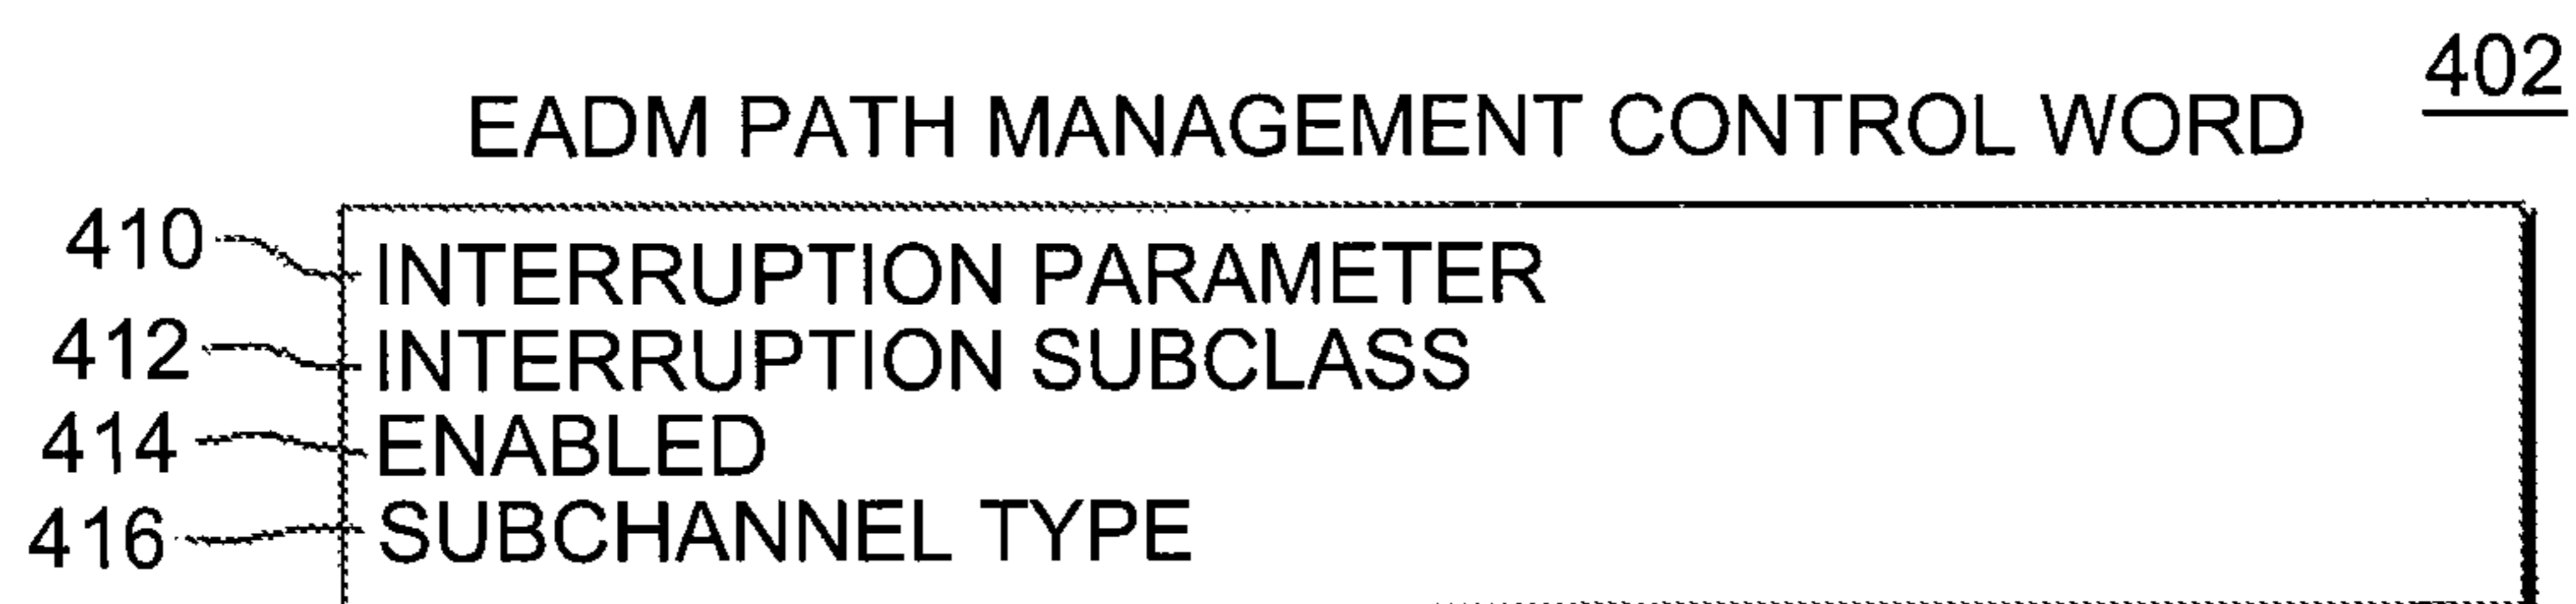 402
EADM PATH MANAGEMENT CONTROL WORD
410 INTERRUPTION PARAMETER
412 INTERRUPTION SUBCLASS
414 ENABLED
416 SUBCHANNEL TYPE